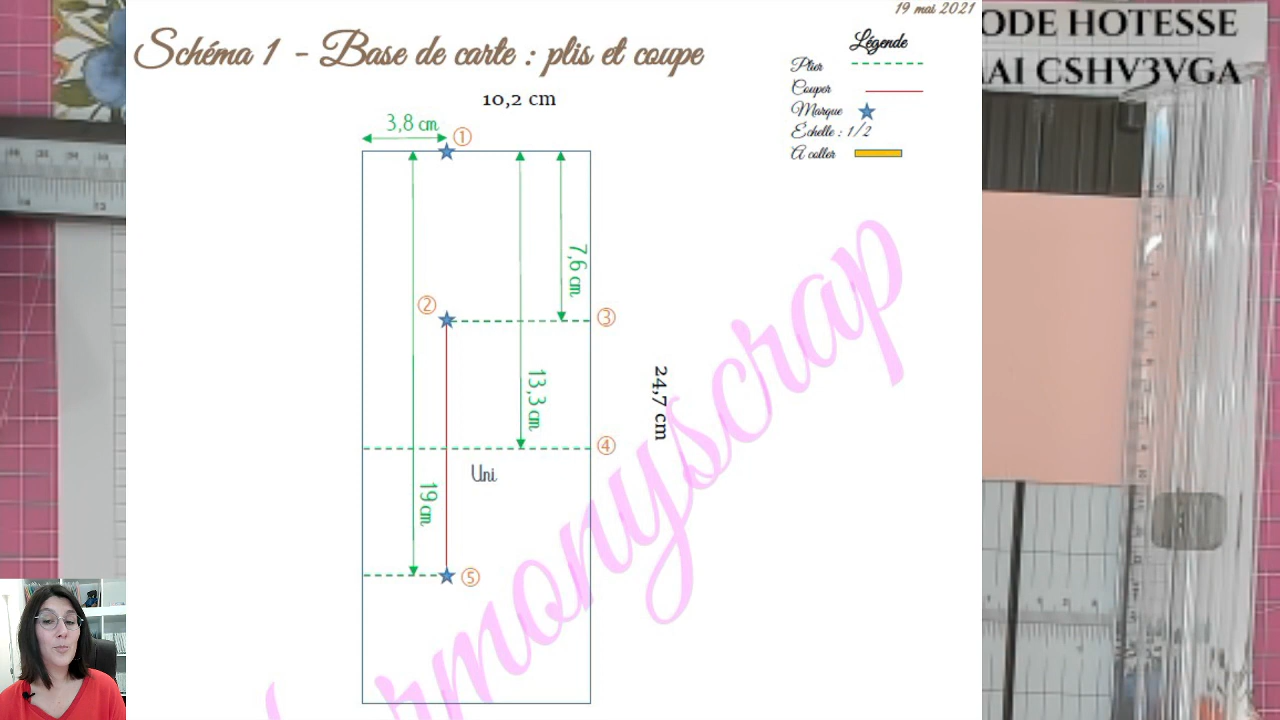 19 mai 2021
ODE HOTESSE
AI CSHV3VGA
Schéma 1 - Base de carte : plis et coupe
Légende
Plier
Couper
Marque
Echelle : 1/2
A coller
10,2 cm
3,8 cm
①
7,6 cm
②
③
13,3 cm
24,7 cm
④
Uni
19 cm
⑤
rmonyscrap